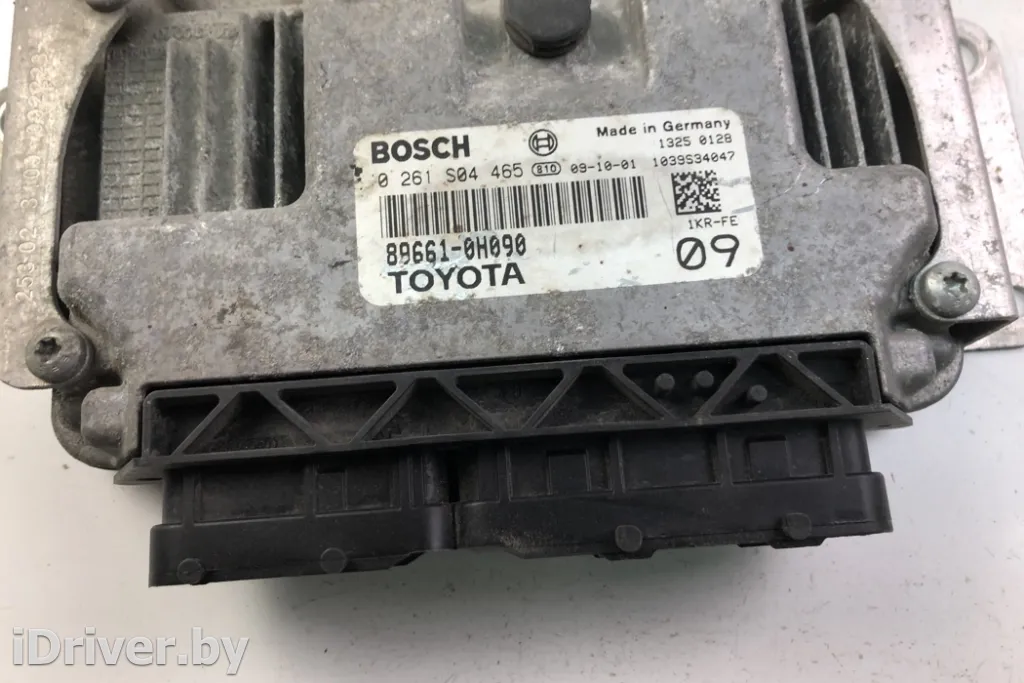 BOSCH
Made in Germany
1325 012B
0 261 S04 465 810 09-10-01 1039S34047
1KR-FE
89661-0H090
TOYOTA
09
iDriver.by